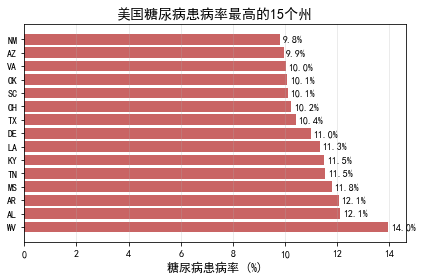 美国糖尿病患病率最高的15个州
NM 9.8%
AZ 9.9%
VA 10.0%
OK 10.1%
SC 10.1%
OH 10.2%
TX 10.4%
DE 11.0%
LA 11.3%
KY 11.5%
TN 11.5%
MS 11.8%
AR 12.1%
AL 12.1%
WV 14.0%
0 2 4 6 8 10 12 14
糖尿病患病率 (%)